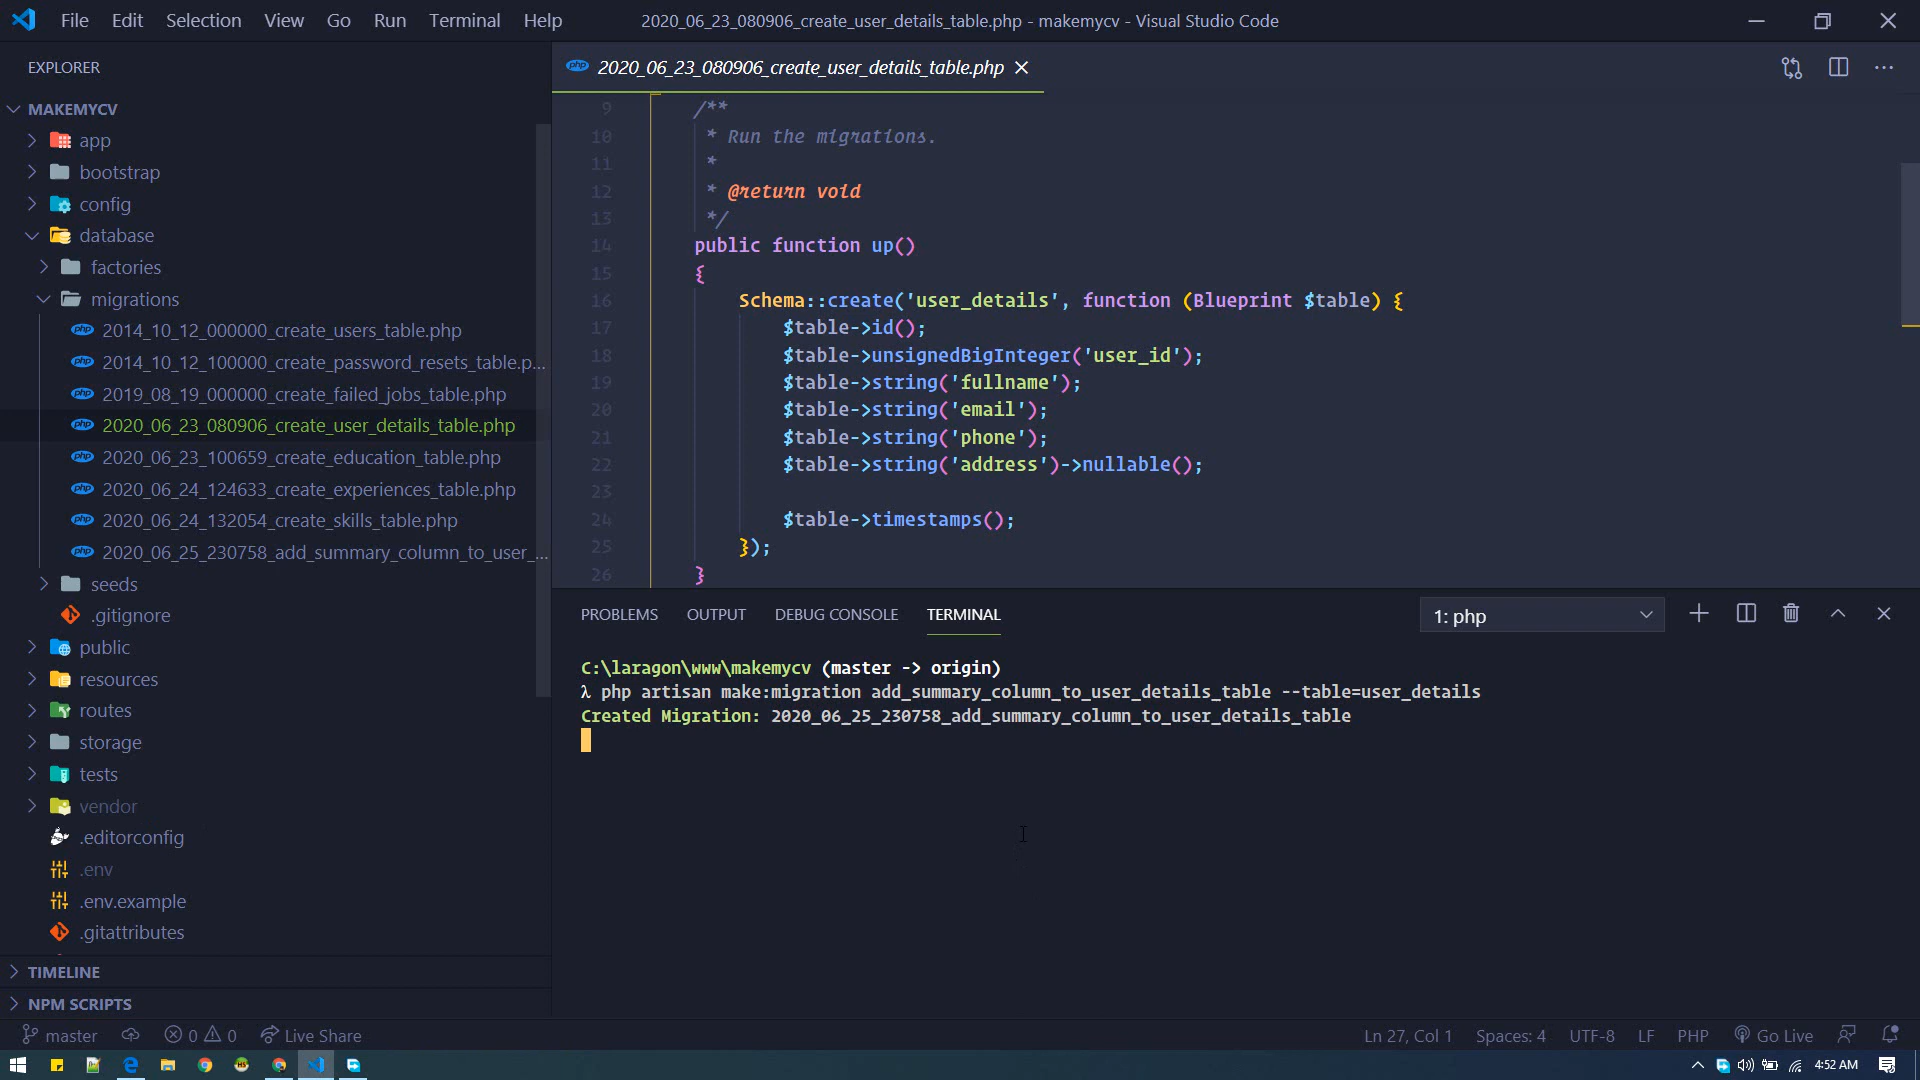 File Edit Selection View Go Run Terminal Help 2020_06_23_080906_create_user_details_table.php - makemycv - Visual Studio Code
EXPLORER
MAKEMYCV
app
bootstrap
config
database
factories
migrations
2014_10_12_000000_create_users_table.php
2014_10_12_100000_create_password_resets_table.p...
2019_08_19_000000_create_failed_jobs_table.php
2020_06_23_080906_create_user_details_table.php
2020_06_23_100659_create_education_table.php
2020_06_24_124633_create_experiences_table.php
2020_06_24_132054_create_skills_table.php
2020_06_25_230758_add_summary_column_to_user_...
seeds
.gitignore
public
resources
routes
storage
tests
vendor
.editorconfig
.env
.env.example
.gitattributes
TIMELINE
NPM SCRIPTS
2020_06_23_080906_create_user_details_table.php
9 /**
10 * Run the migrations.
11 *
12 * @return void
13 */
14 public function up()
15 {
16 Schema::create('user_details', function (Blueprint $table) {
17 $table->id();
18 $table->unsignedBigInteger('user_id');
19 $table->string('fullname');
20 $table->string('email');
21 $table->string('phone');
22 $table->string('address')->nullable();
23
24 $table->timestamps();
25 });
26 }
PROBLEMS OUTPUT DEBUG CONSOLE TERMINAL 1: php
C:\laragon\www\makemycv (master -> origin)
λ php artisan make:migration add_summary_column_to_user_details_table --table=user_details
Created Migration: 2020_06_25_230758_add_summary_column_to_user_details_table
master 0 0 Live Share Ln 27, Col 1 Spaces: 4 UTF-8 LF PHP Go Live
4:52 AM